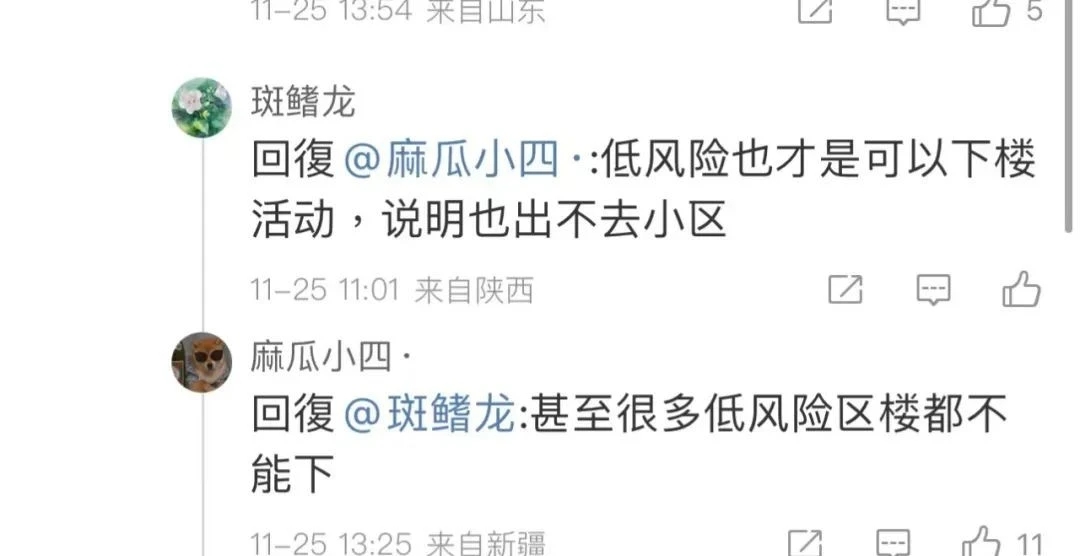 11-25 13:54 来自山东
5
斑鳍龙
回復@麻瓜小四·:低风险也才是可以下楼
活动，说明也出不去小区
11-25 11:01 来自陕西
麻瓜小四·
回復@斑鳍龙:甚至很多低风险区楼都不
能下
11-25 13:25 来自新疆
11